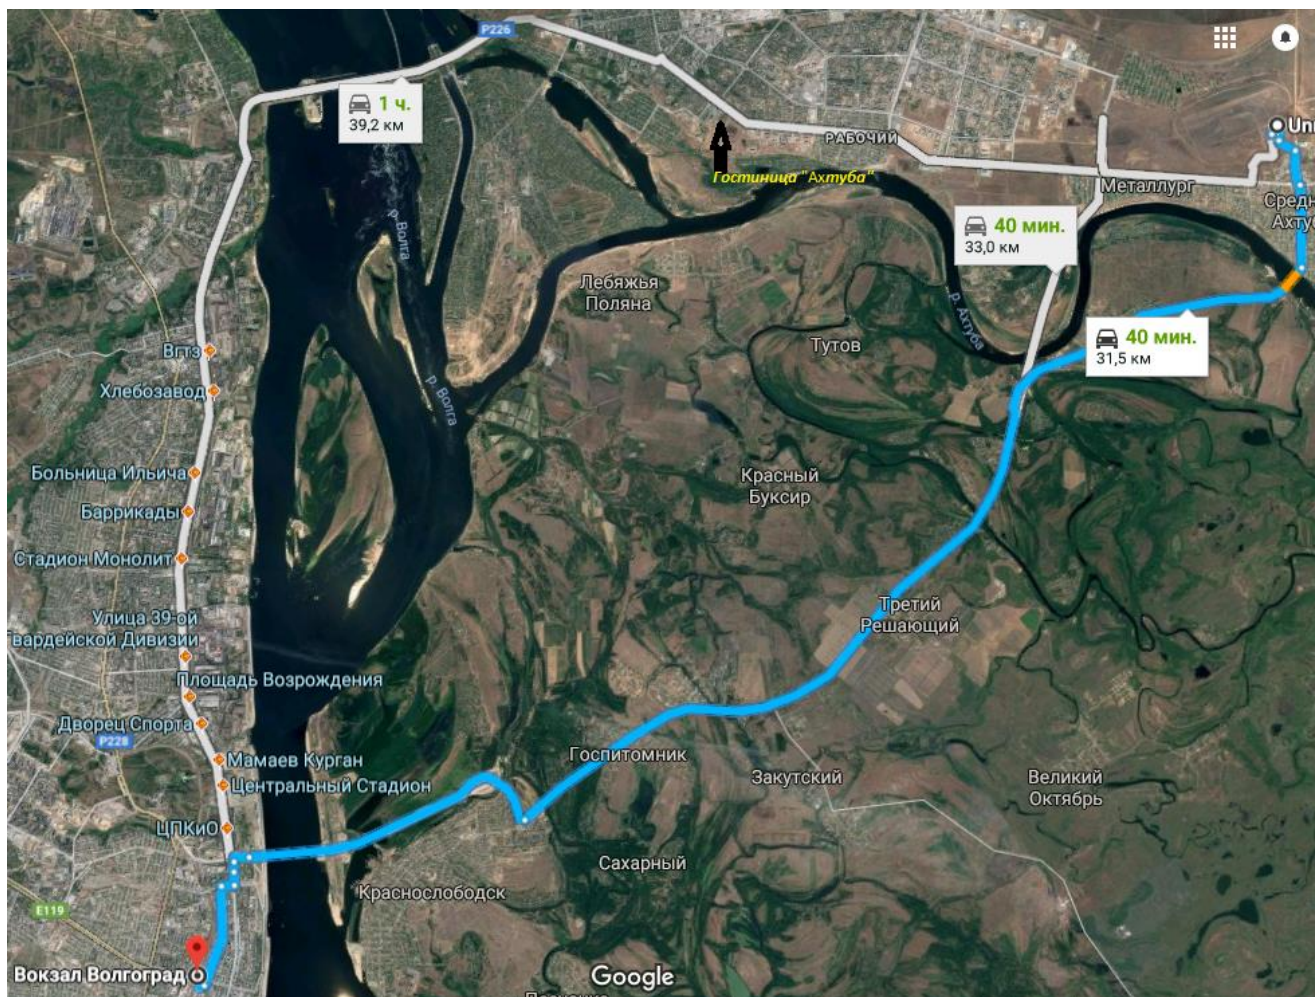 P226
1 ч.
39,2 км
РАБОЧИЙ
Гостиница "Ахтуба"
Металлург
40 мин.
33,0 км
р. Волга
Лебяжья
Поляна
р. Ахтуба
40 мин.
31,5 км
Тутов
Вгтз
р. Волга
Хлебозавод
Больница Ильича
Красный
Буксир
Баррикады
Стадион Монолит
Третий
Решающий
Улица 39-ой
вардейской Дивизии
Площадь Возрождения
Дворец Спорта
P228
Мамаев Курган
Госпитомник
Закутский
Великий
Октябрь
Центральный Стадион
ЦПКиО
Сахарный
Краснослободск
E119
Вокзал Волгоград
Google